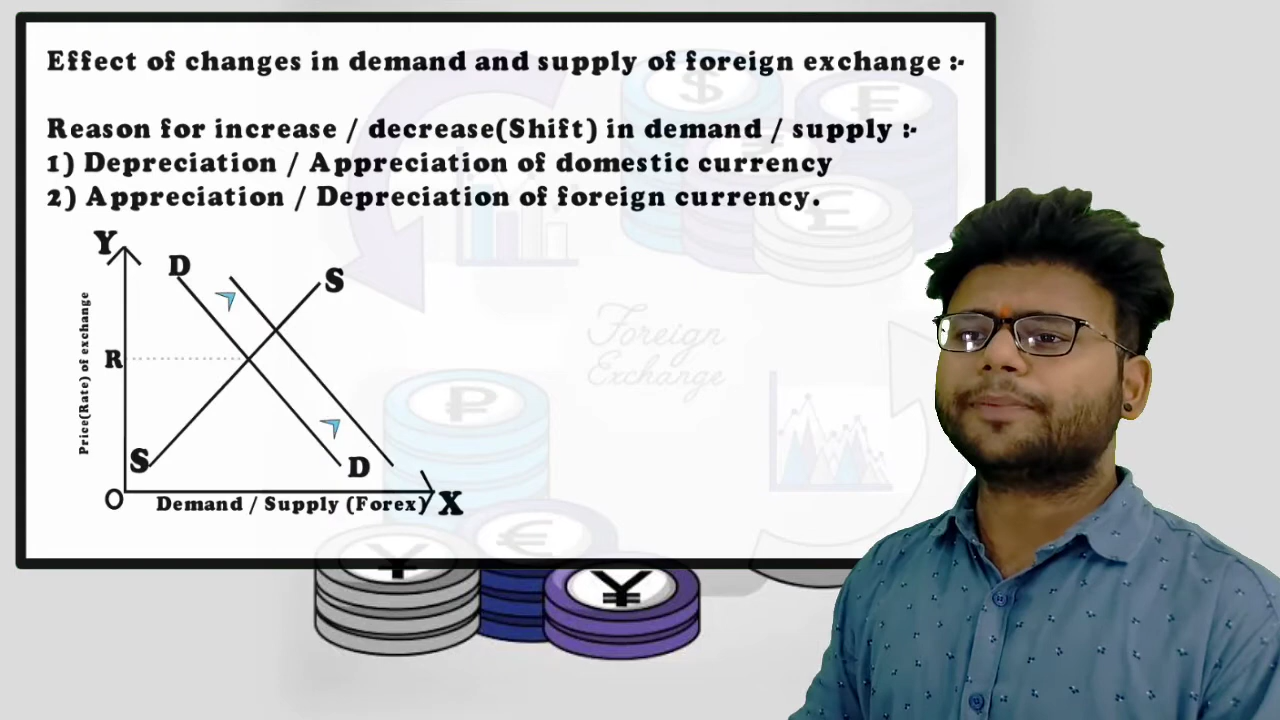 Effect of changes in demand and supply of foreign exchange :-
Reason for increase / decrease(Shift) in demand / supply :-
1) Depreciation / Appreciation of domestic currency
2) Appreciation / Depreciation of foreign currency.
Y
D
S
Price(Rate) of exchange
R
S
D
O
Demand / Supply (Forex)
X
Foreign
Exchange
$
₣
£
₽
€
¥
¥